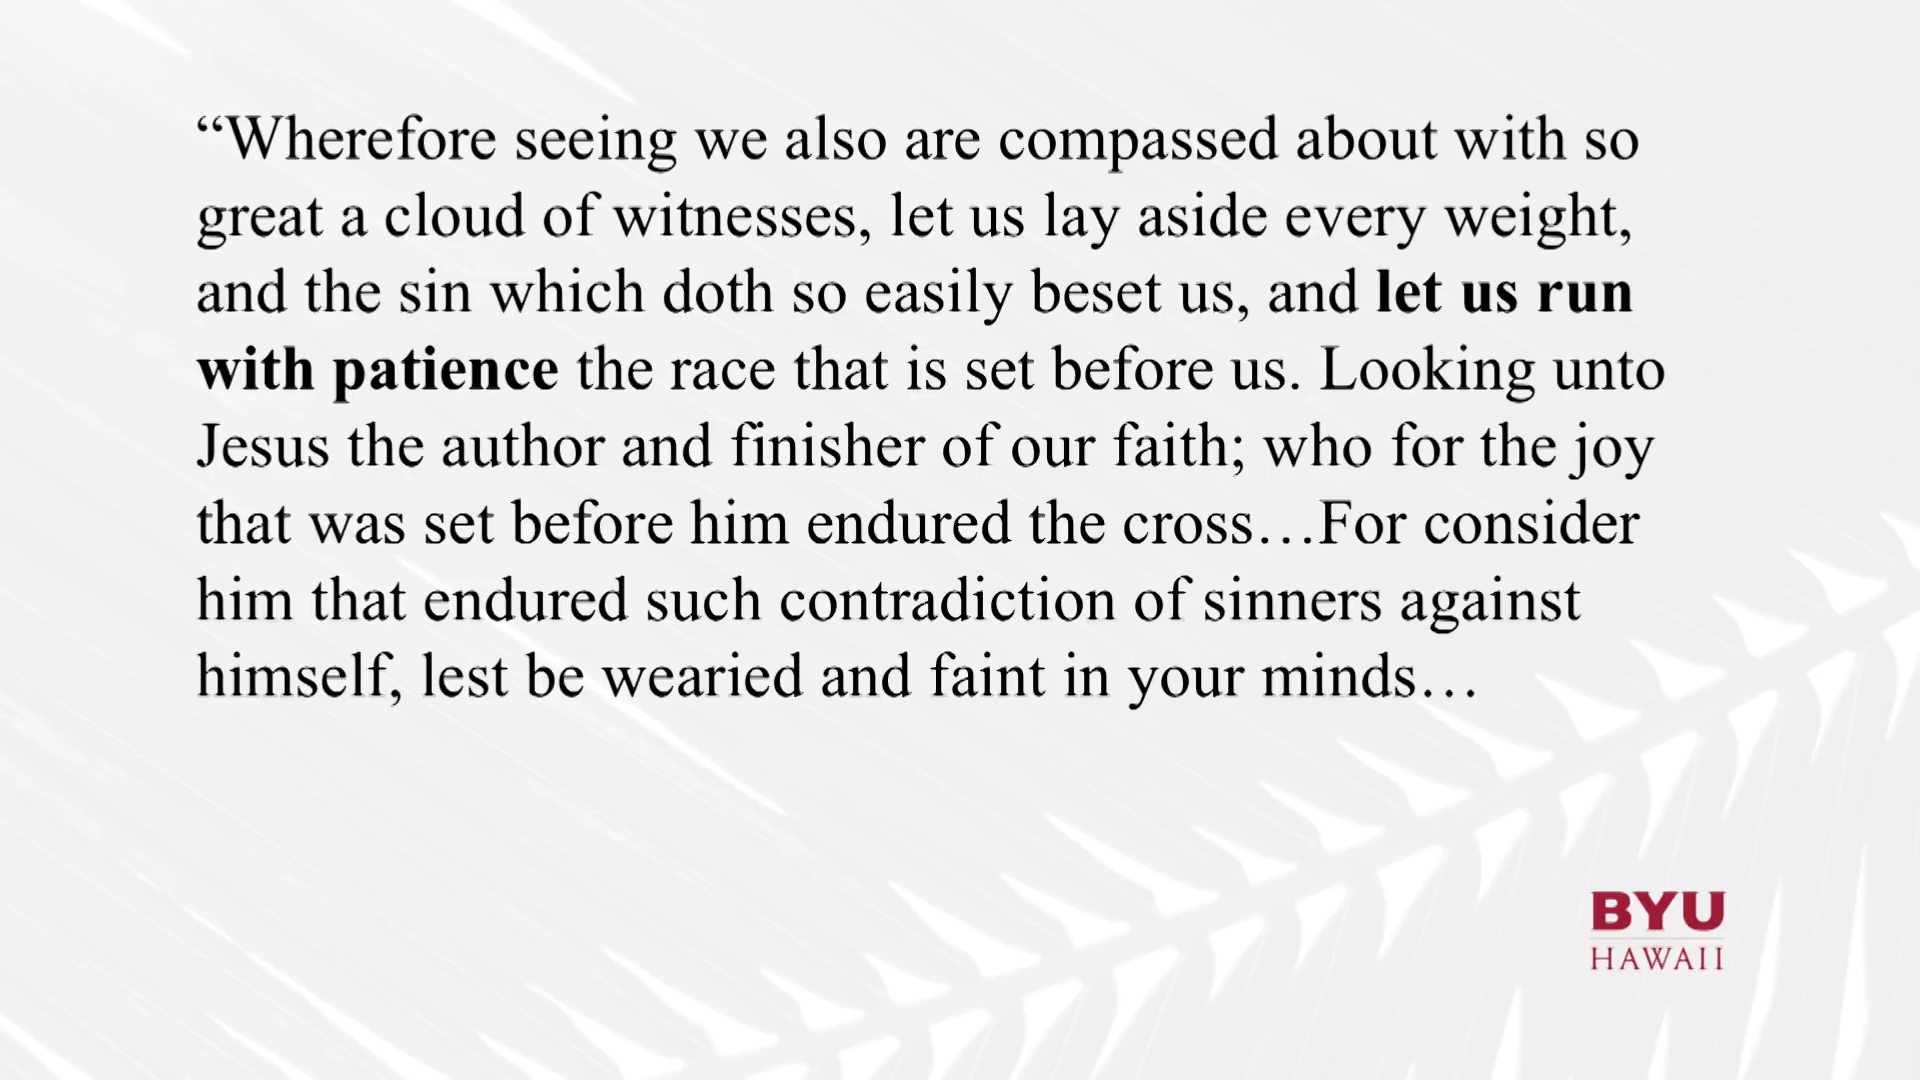 “Wherefore seeing we also are compassed about with so
great a cloud of witnesses, let us lay aside every weight,
and the sin which doth so easily beset us, and let us run
with patience the race that is set before us. Looking unto
Jesus the author and finisher of our faith; who for the joy
that was set before him endured the cross…For consider
him that endured such contradiction of sinners against
himself, lest be wearied and faint in your minds…
BYU
HAWAII